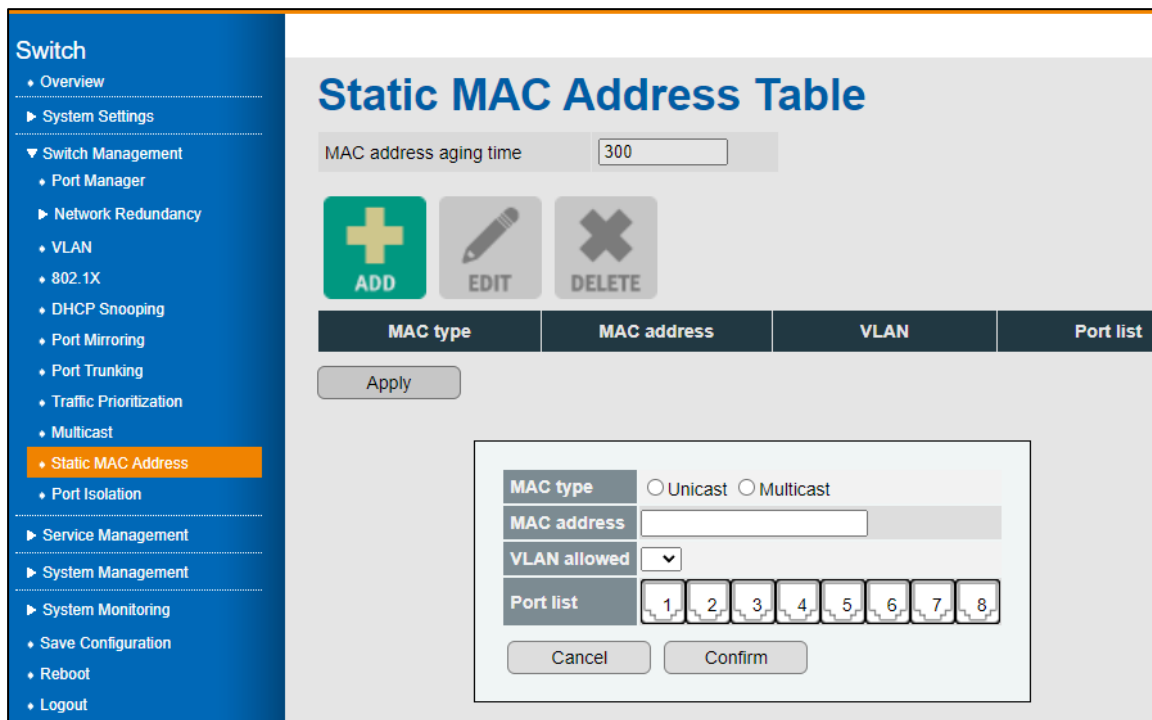 Switch
Overview
System Settings
Switch Management
Port Manager
Network Redundancy
VLAN
802.1X
DHCP Snooping
Port Mirroring
Port Trunking
Traffic Prioritization
Multicast
Static MAC Address
Port Isolation
Service Management
System Management
System Monitoring
Save Configuration
Reboot
Logout
Static MAC Address Table
MAC address aging time 300
ADD EDIT DELETE
MAC type MAC address VLAN Port list
Apply
MAC type Unicast Multicast
MAC address
VLAN allowed
Port list 1 2 3 4 5 6 7 8
Cancel Confirm